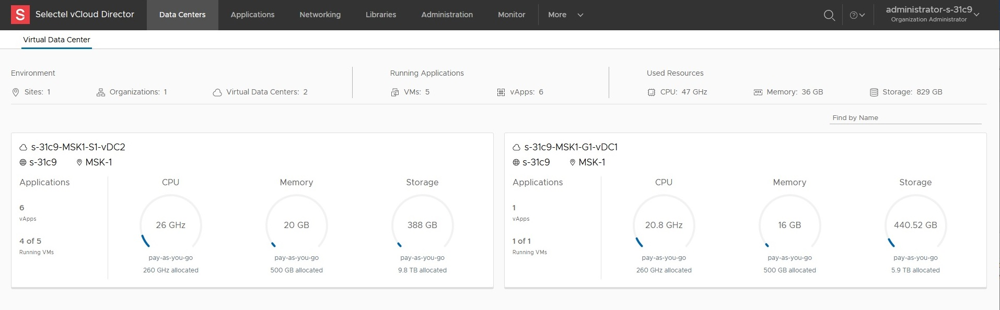 S Selectel vCloud Director Data Centers Applications Networking Libraries Administration Monitor More ? administrator-s-31c9
Organization Administrator
Virtual Data Center
Environment Running Applications Used Resources
Sites: 1 Organizations: 1 Virtual Data Centers: 2 VMs: 5 vApps: 6 CPU: 47 GHz Memory: 36 GB Storage: 829 GB
Find by Name
s-31c9-MSK1-S1-vDC2
s-31c9 MSK-1
Applications CPU Memory Storage
6
vApps
26 GHz 20 GB 388 GB
4 of 5
Running VMs
pay-as-you-go pay-as-you-go pay-as-you-go
260 GHz allocated 500 GB allocated 9.8 TB allocated
s-31c9-MSK1-G1-vDC1
s-31c9 MSK-1
Applications CPU Memory Storage
1
vApps
20.8 GHz 16 GB 440.52 GB
1 of 1
Running VMs
pay-as-you-go pay-as-you-go pay-as-you-go
260 GHz allocated 500 GB allocated 5.9 TB allocated